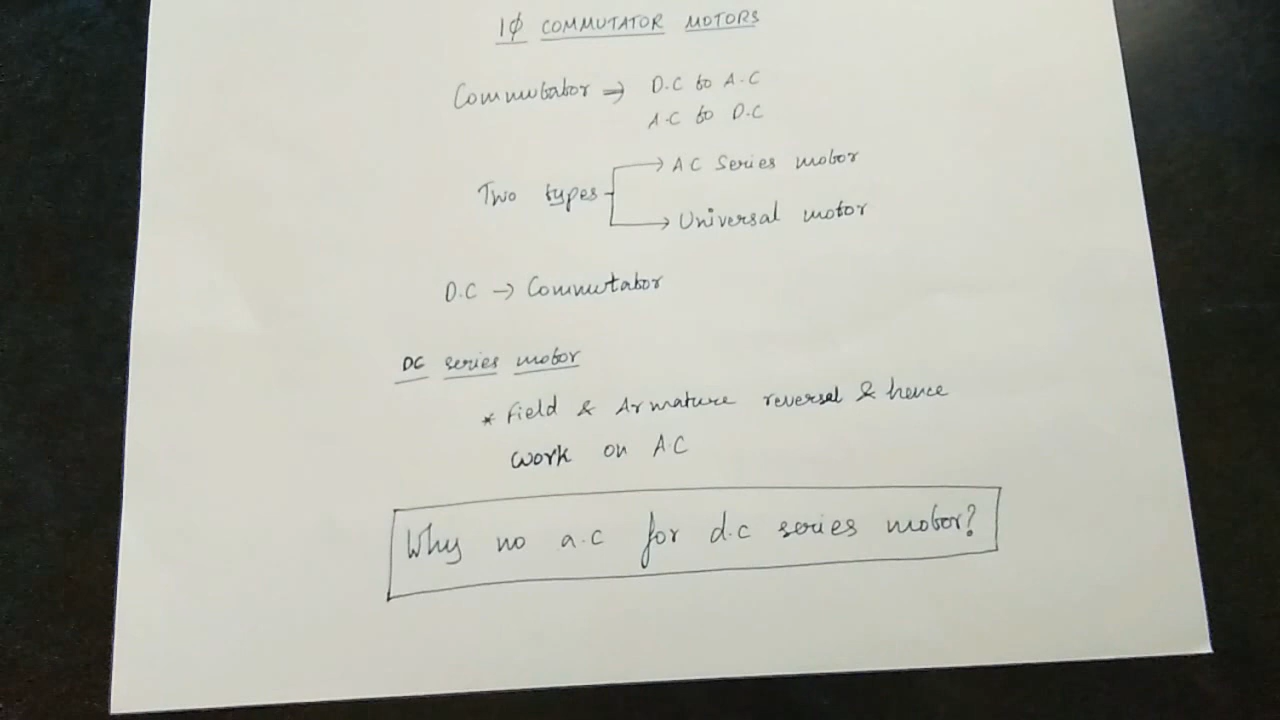 1φ COMMUTATOR MOTORS
Commutator → D.C to A.C
A.C to D.C
Two types
→ AC Series motor
→ Universal motor
D.C → Commutator
DC series motor
* Field & Armature reversal & hence
work on A.C
Why no a.c for d.c series motor?